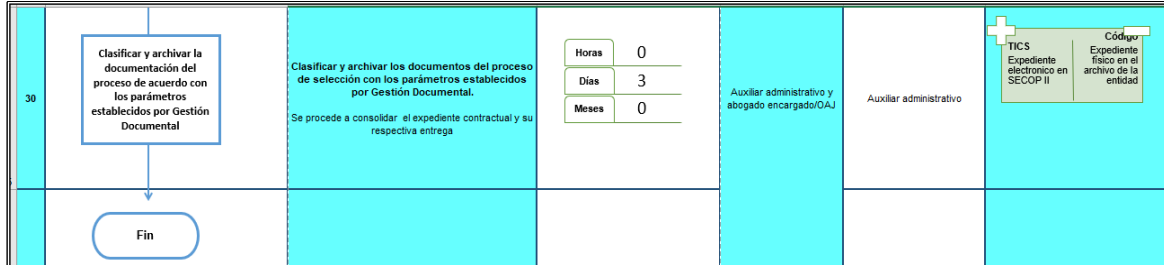 30
Clasificar y archivar la
documentación del
proceso de acuerdo con
los parámetros
establecidos por Gestión
Documental
Clasificar y archivar los documentos del proceso
de selección con los parámetros establecidos
por Gestión Documental.
Se procede a consolidar el expediente contractual y su
respectiva entrega
Horas 0
Días 3
Meses 0
Auxiliar administrativo y
abogado encargado/OAJ
Auxiliar administrativo
TICS
Expediente
electronico en
SECOP II
Código
Expediente
físico en el
archivo de la
entidad
Fin